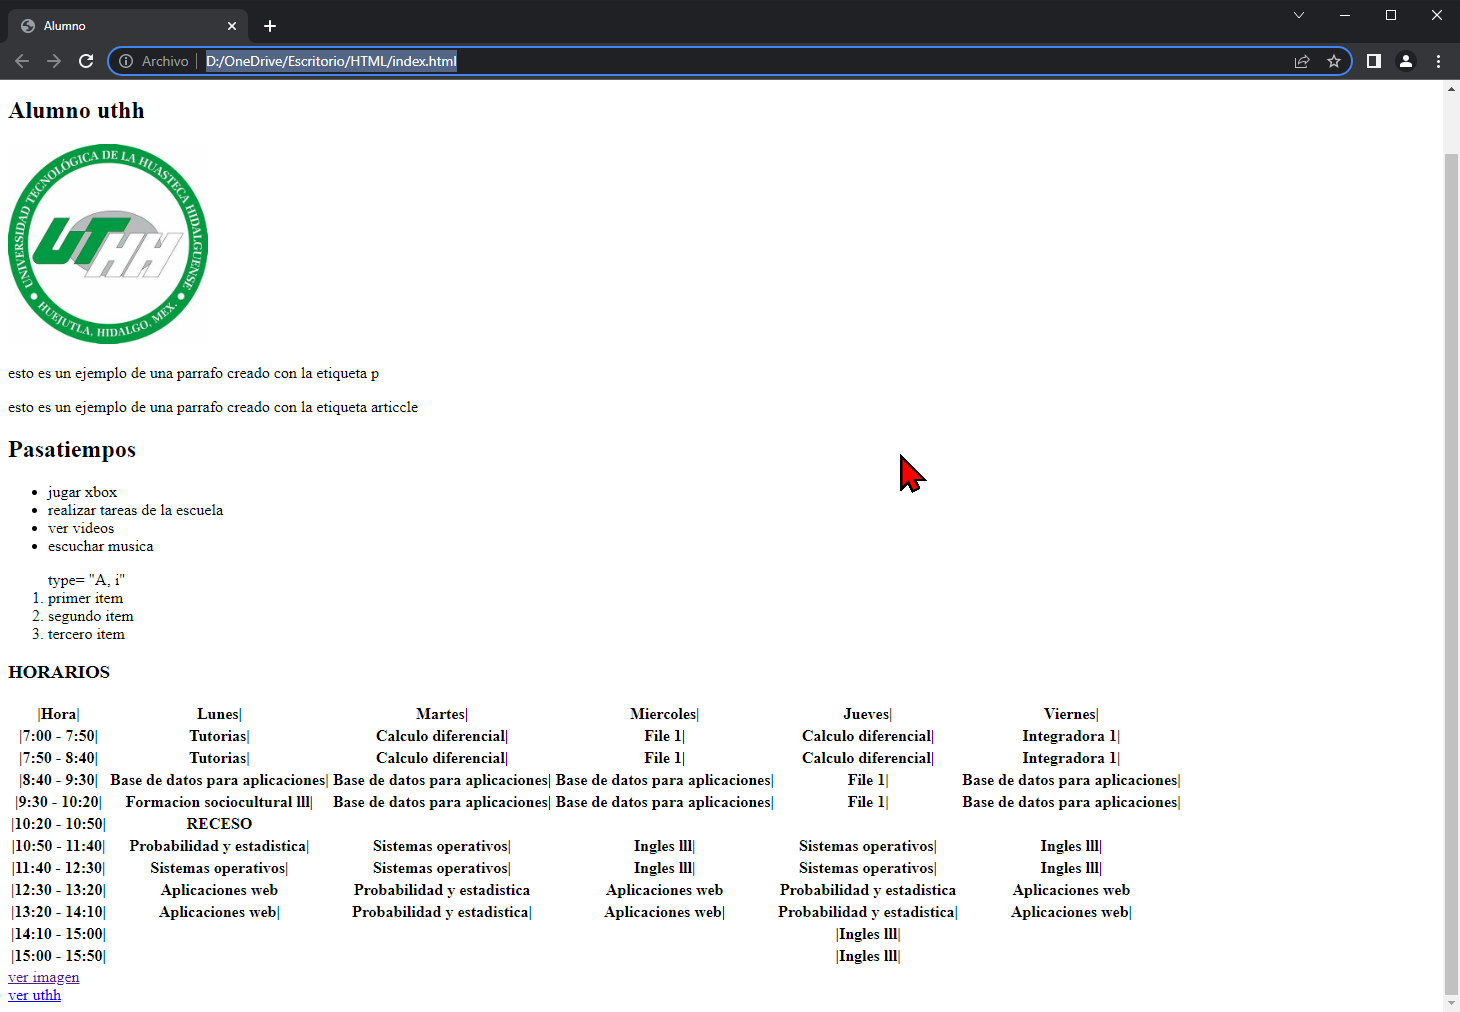 Alumno
Archivo D:/OneDrive/Escritorio/HTML/index.html
Alumno uthh
UNIVERSIDAD TECNOLÓGICA DE LA HUASTECA HIDALGUENSE
UTHH
HUEJUTLA, HIDALGO, MEX.
esto es un ejemplo de una parrafo creado con la etiqueta p
esto es un ejemplo de una parrafo creado con la etiqueta articcle
Pasatiempos
• jugar xbox
• realizar tareas de la escuela
• ver videos
• escuchar musica
type= "A, i"
1. primer item
2. segundo item
3. tercero item
HORARIOS
|Hora| Lunes| Martes| Miercoles| Jueves| Viernes|
|7:00 - 7:50| Tutorias| Calculo diferencial| File 1| Calculo diferencial| Integradora 1|
|7:50 - 8:40| Tutorias| Calculo diferencial| File 1| Calculo diferencial| Integradora 1|
|8:40 - 9:30| Base de datos para aplicaciones| Base de datos para aplicaciones| Base de datos para aplicaciones| File 1| Base de datos para aplicaciones|
|9:30 - 10:20| Formacion sociocultural lll| Base de datos para aplicaciones| Base de datos para aplicaciones| File 1| Base de datos para aplicaciones|
|10:20 - 10:50| RECESO
|10:50 - 11:40| Probabilidad y estadistica| Sistemas operativos| Ingles lll| Sistemas operativos| Ingles lll|
|11:40 - 12:30| Sistemas operativos| Sistemas operativos| Ingles lll| Sistemas operativos| Ingles lll|
|12:30 - 13:20| Aplicaciones web Probabilidad y estadistica Aplicaciones web Probabilidad y estadistica Aplicaciones web
|13:20 - 14:10| Aplicaciones web| Probabilidad y estadistica| Aplicaciones web| Probabilidad y estadistica| Aplicaciones web|
|14:10 - 15:00| |Ingles lll|
|15:00 - 15:50| |Ingles lll|
ver imagen
ver uthh